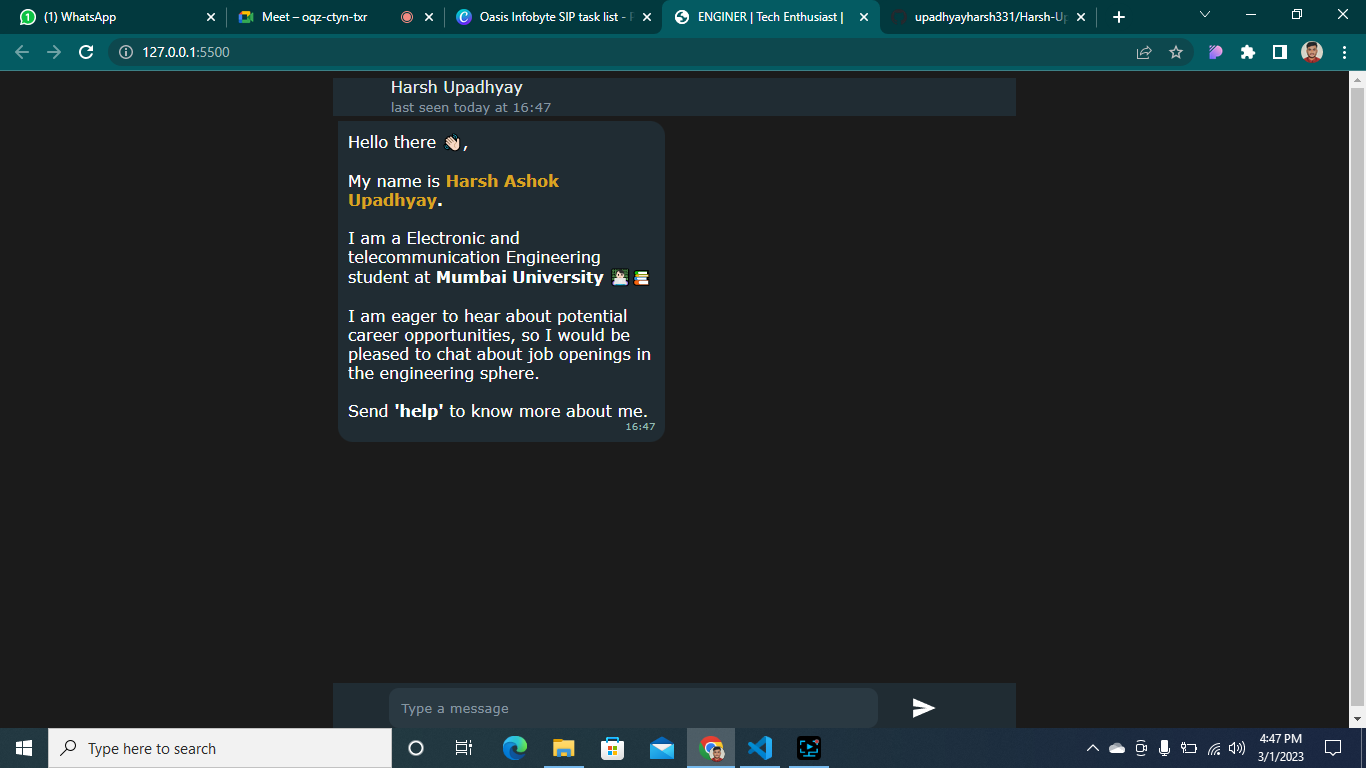 (1) WhatsApp
Meet – oqz-ctyn-txr
Oasis Infobyte SIP task list -
ENGINER | Tech Enthusiast |
upadhyayharsh331/Harsh-Up
127.0.0.1:5500
Harsh Upadhyay
last seen today at 16:47
Hello there 👋🏻,
My name is Harsh Ashok
Upadhyay.
I am a Electronic and
telecommunication Engineering
student at Mumbai University 👨🏻‍🏫📚
I am eager to hear about potential
career opportunities, so I would be
pleased to chat about job openings in
the engineering sphere.
Send 'help' to know more about me.
16:47
Type a message
Type here to search
4:47 PM
3/1/2023